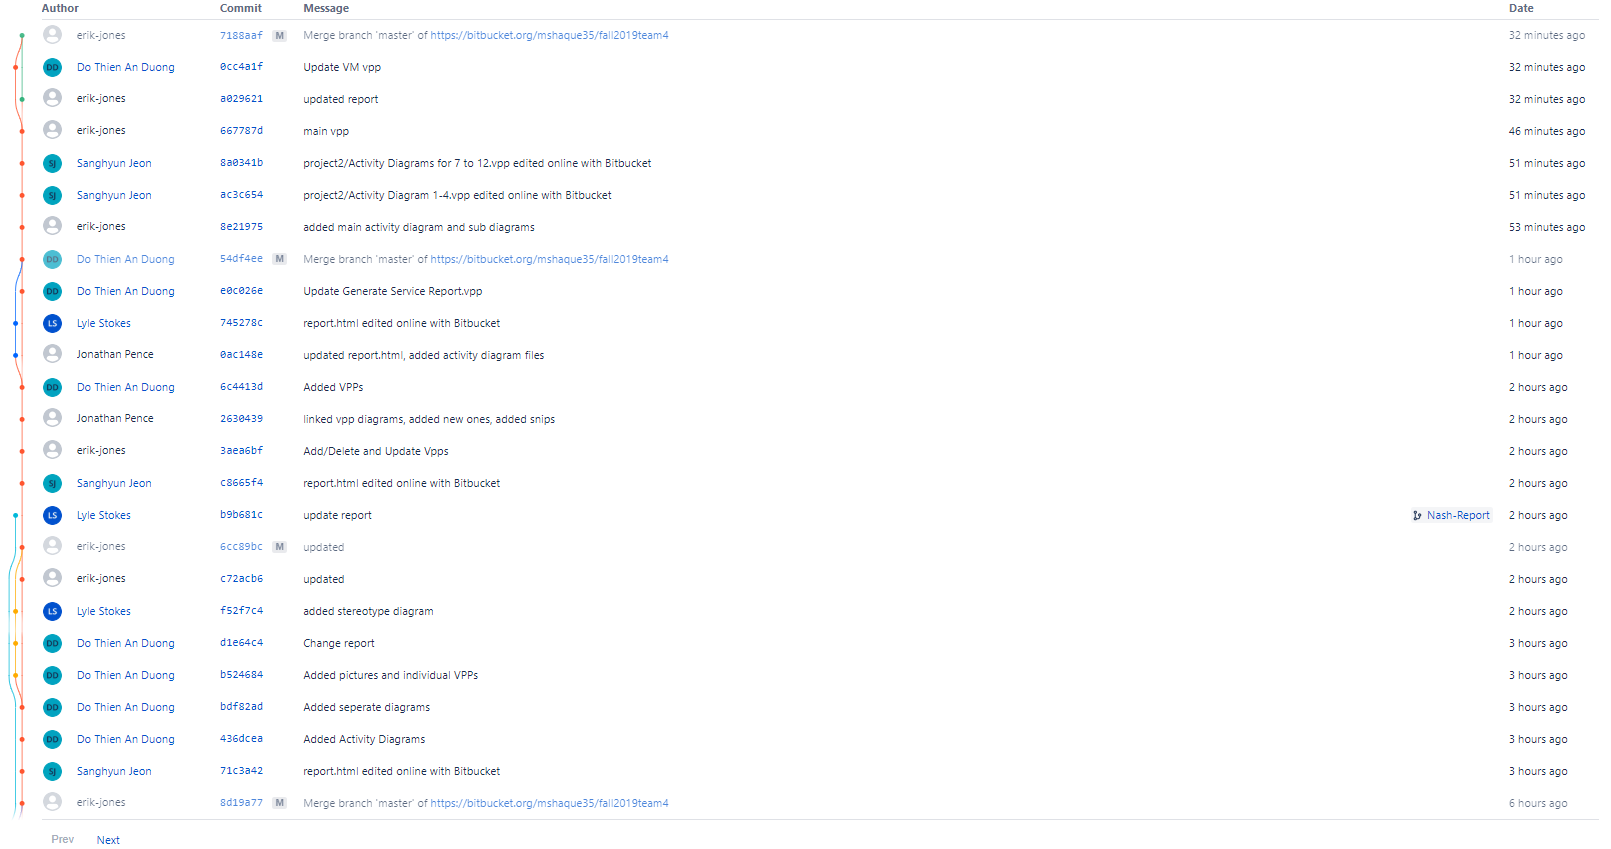 Author Commit Message Date
erik-jones 7188aaf M Merge branch 'master' of https://bitbucket.org/mshaque35/fall2019team4 32 minutes ago
DD Do Thien An Duong 0cc4a1f Update VM vpp 32 minutes ago
erik-jones a029621 updated report 32 minutes ago
erik-jones 667787d main vpp 46 minutes ago
SJ Sanghyun Jeon 8a0341b project2/Activity Diagrams for 7 to 12.vpp edited online with Bitbucket 51 minutes ago
SJ Sanghyun Jeon ac3c654 project2/Activity Diagram 1-4.vpp edited online with Bitbucket 51 minutes ago
erik-jones 8e21975 added main activity diagram and sub diagrams 53 minutes ago
DD Do Thien An Duong 54df4ee M Merge branch 'master' of https://bitbucket.org/mshaque35/fall2019team4 1 hour ago
DD Do Thien An Duong e0c026e Update Generate Service Report.vpp 1 hour ago
LS Lyle Stokes 745278c report.html edited online with Bitbucket 1 hour ago
Jonathan Pence 0ac148e updated report.html, added activity diagram files 1 hour ago
DD Do Thien An Duong 6c4413d Added VPPs 2 hours ago
Jonathan Pence 2630439 linked vpp diagrams, added new ones, added snips 2 hours ago
erik-jones 3aea6bf Add/Delete and Update Vpps 2 hours ago
SJ Sanghyun Jeon c8665f4 report.html edited online with Bitbucket 2 hours ago
LS Lyle Stokes b9b681c update report Nash-Report 2 hours ago
erik-jones 6cc89bc M updated 2 hours ago
erik-jones c72acb6 updated 2 hours ago
LS Lyle Stokes f52f7c4 added stereotype diagram 2 hours ago
DD Do Thien An Duong d1e64c4 Change report 3 hours ago
DD Do Thien An Duong b524684 Added pictures and individual VPPs 3 hours ago
DD Do Thien An Duong bdf82ad Added seperate diagrams 3 hours ago
DD Do Thien An Duong 436dcea Added Activity Diagrams 3 hours ago
SJ Sanghyun Jeon 71c3a42 report.html edited online with Bitbucket 3 hours ago
erik-jones 8d19a77 M Merge branch 'master' of https://bitbucket.org/mshaque35/fall2019team4 6 hours ago
Prev Next